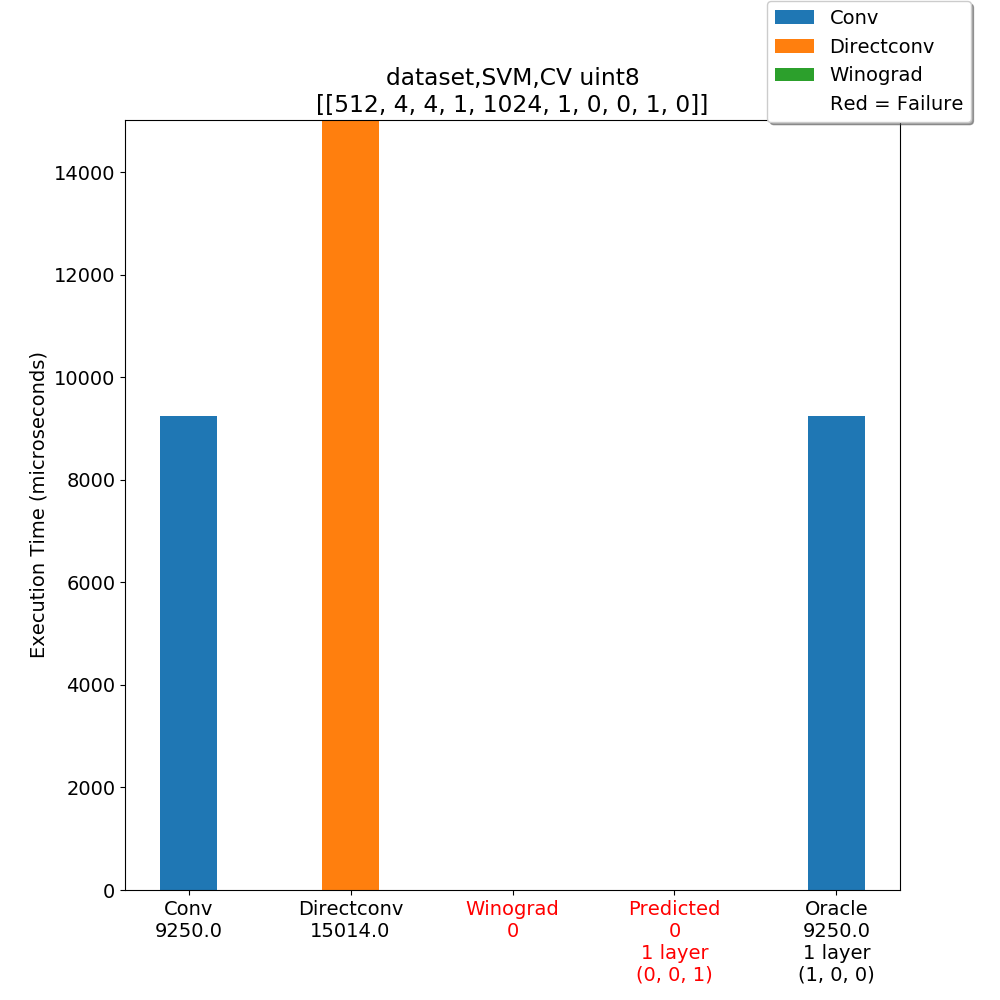 Conv
Directconv
Winograd
Red = Failure
dataset,SVM,CV uint8
[[512, 4, 4, 1, 1024, 1, 0, 0, 1, 0]]
Execution Time (microseconds)
14000
12000
10000
8000
6000
4000
2000
0
Conv
9250.0
Directconv
15014.0
Winograd
0
Predicted
0
1 layer
(0, 0, 1)
Oracle
9250.0
1 layer
(1, 0, 0)